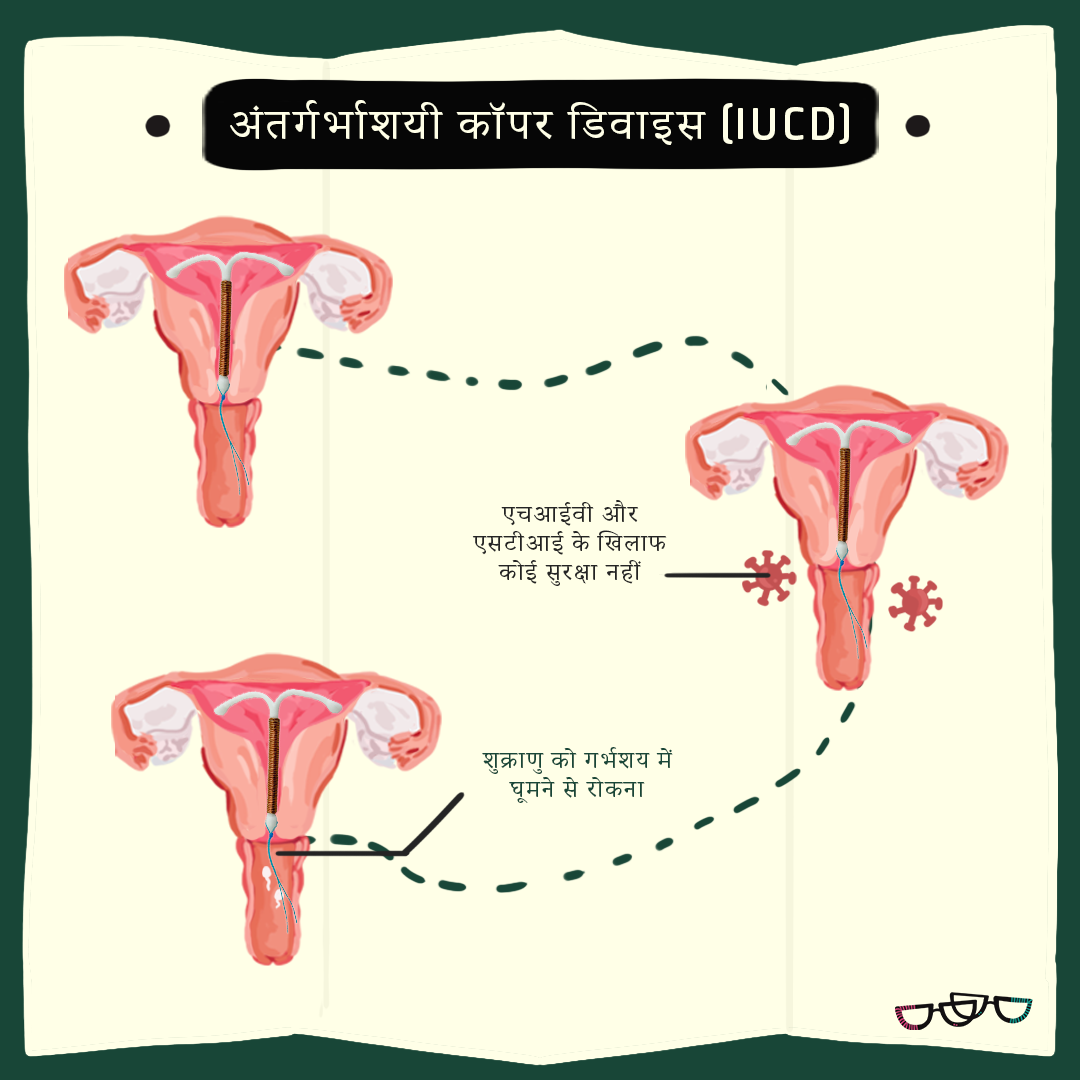 अंतर्गर्भाशयी कॉपर डिवाइस (IUCD)
एचआईवी और
एसटीआई के खिलाफ
कोई सुरक्षा नहीं
शुक्राणु को गर्भशय में
घूमने से रोकना